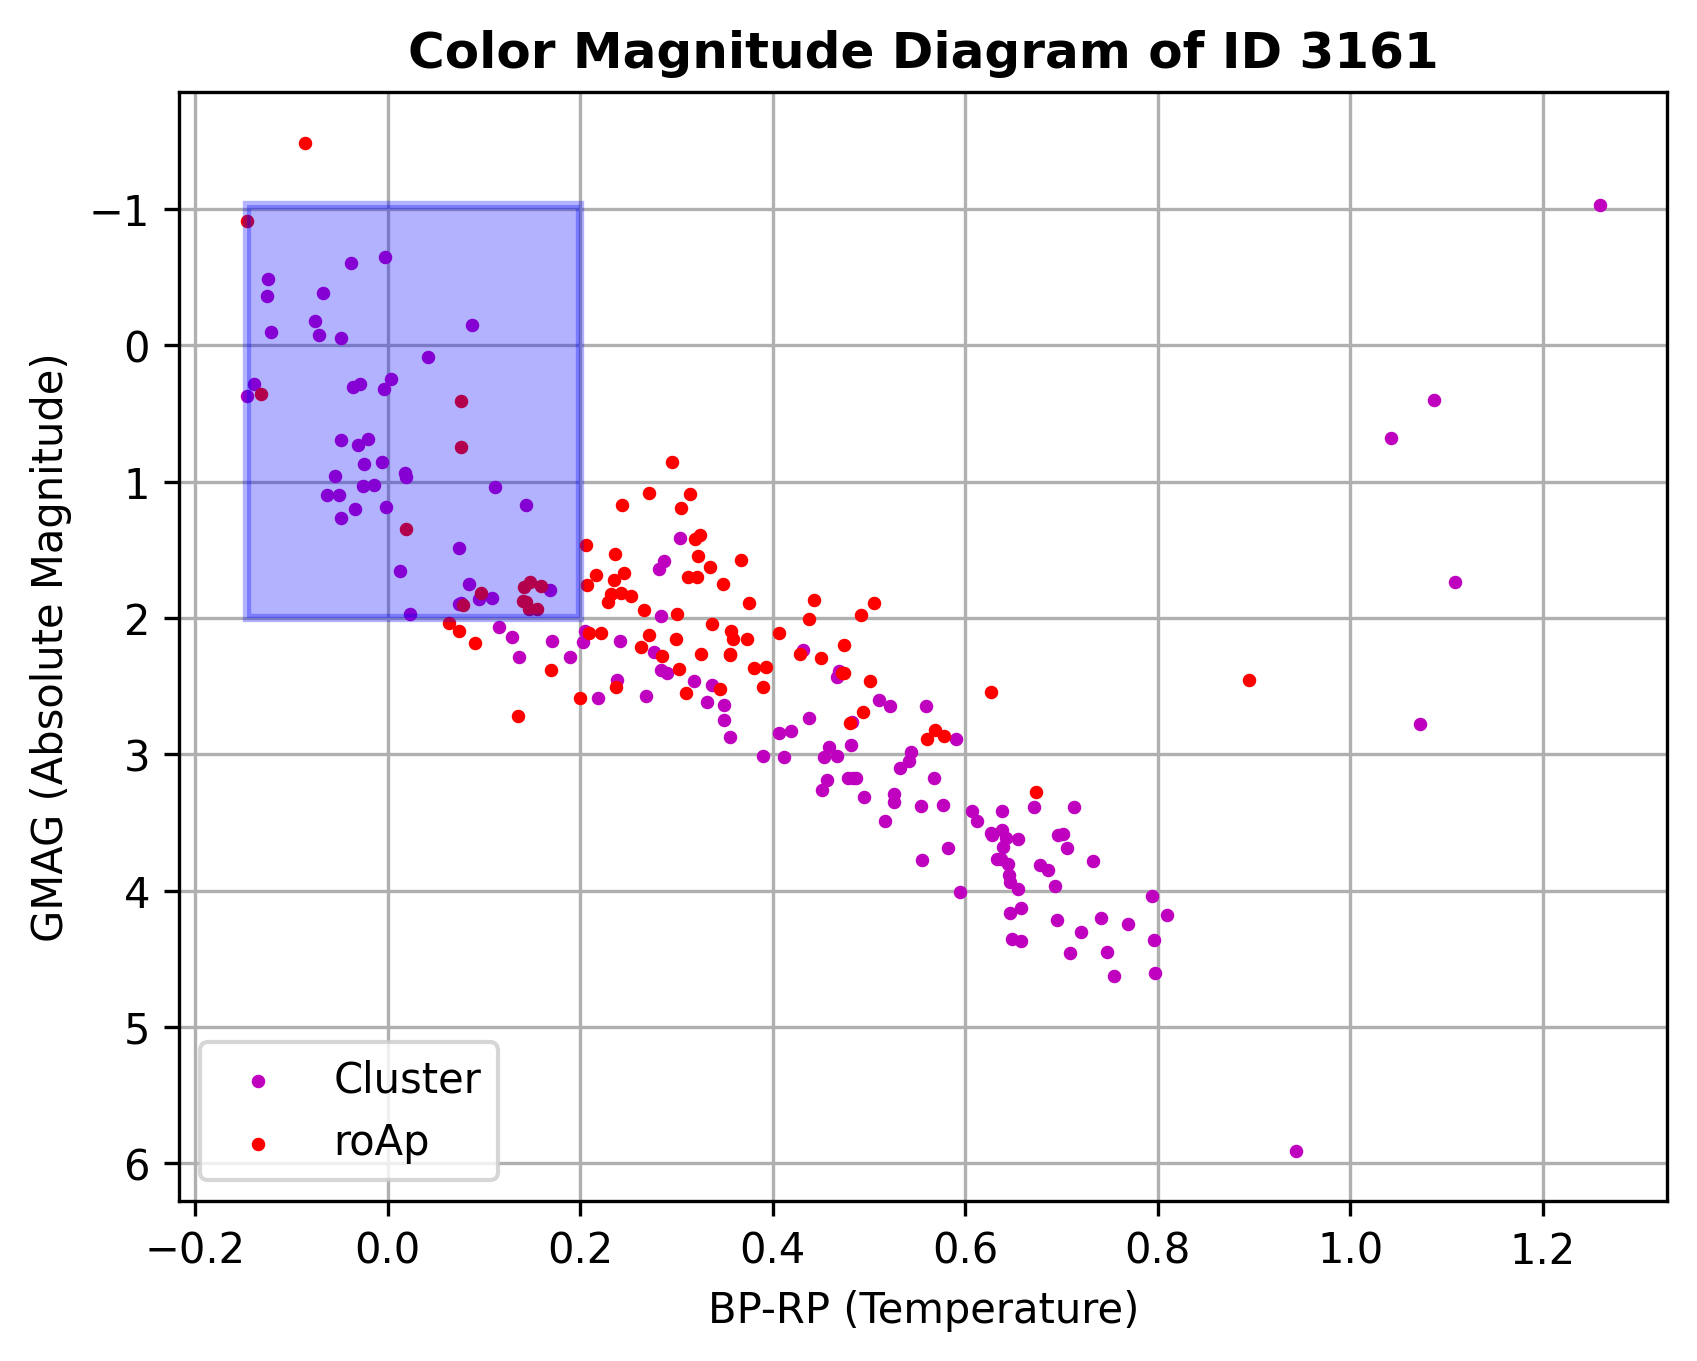 Color Magnitude Diagram of ID 3161
GMAG (Absolute Magnitude)
−1
0
1
2
3
4
5
6
Cluster
roAp
−0.2 0.0 0.2 0.4 0.6 0.8 1.0 1.2
BP-RP (Temperature)